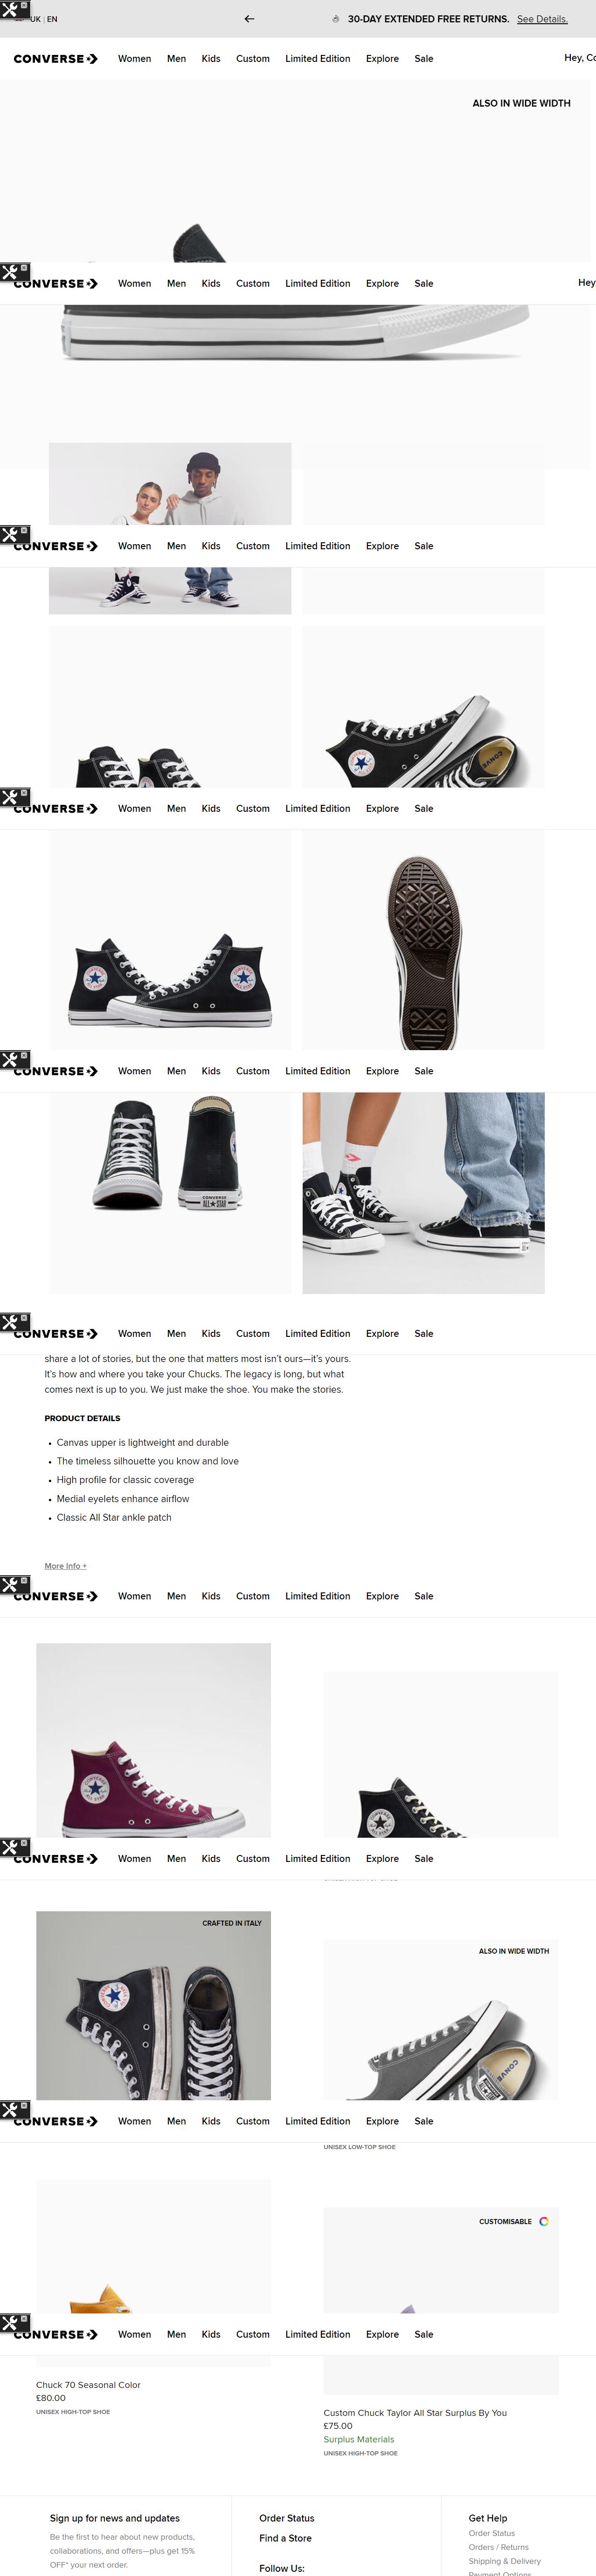 UK | EN
30-DAY EXTENDED FREE RETURNS. See Details.
CONVERSE Women Men Kids Custom Limited Edition Explore Sale Hey, Co
ALSO IN WIDE WIDTH
CONVERSE Women Men Kids Custom Limited Edition Explore Sale Hey
CONVERSE Women Men Kids Custom Limited Edition Explore Sale
CONVERSE Women Men Kids Custom Limited Edition Explore Sale
CONVERSE Women Men Kids Custom Limited Edition Explore Sale
CONVERSE
ALL★STAR
CONVERSE Women Men Kids Custom Limited Edition Explore Sale
share a lot of stories, but the one that matters most isn't ours—it's yours.
It's how and where you take your Chucks. The legacy is long, but what
comes next is up to you. We just make the shoe. You make the stories.
PRODUCT DETAILS
• Canvas upper is lightweight and durable
• The timeless silhouette you know and love
• High profile for classic coverage
• Medial eyelets enhance airflow
• Classic All Star ankle patch
More Info +
CONVERSE Women Men Kids Custom Limited Edition Explore Sale
CONVERSE Women Men Kids Custom Limited Edition Explore Sale
CRAFTED IN ITALY
ALSO IN WIDE WIDTH
CONVERSE Women Men Kids Custom Limited Edition Explore Sale
UNISEX LOW-TOP SHOE
CUSTOMISABLE
CONVERSE Women Men Kids Custom Limited Edition Explore Sale
Chuck 70 Seasonal Color
£80.00
UNISEX HIGH-TOP SHOE
Custom Chuck Taylor All Star Surplus By You
£75.00
Surplus Materials
UNISEX HIGH-TOP SHOE
Sign up for news and updates
Be the first to hear about new products,
collaborations, and offers—plus get 15%
OFF* your next order.
Order Status
Find a Store
Follow Us:
Get Help
Order Status
Orders / Returns
Shipping & Delivery
Payment Options